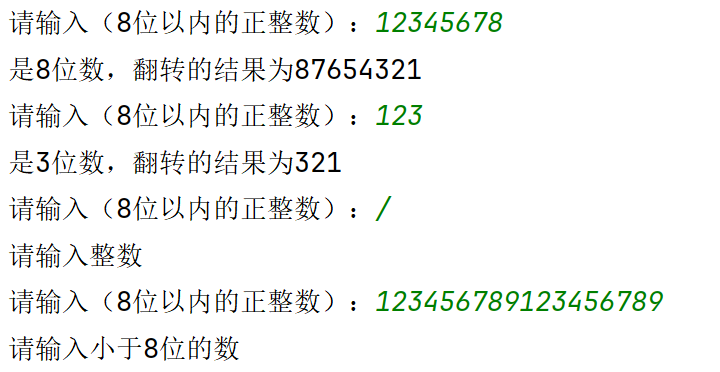 请输入（8位以内的正整数）：12345678
是8位数，翻转的结果为87654321
请输入（8位以内的正整数）：123
是3位数，翻转的结果为321
请输入（8位以内的正整数）：/
请输入整数
请输入（8位以内的正整数）：123456789123456789
请输入小于8位的数